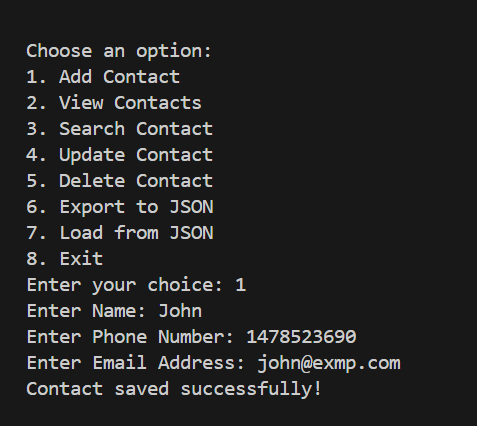 Choose an option:
1. Add Contact
2. View Contacts
3. Search Contact
4. Update Contact
5. Delete Contact
6. Export to JSON
7. Load from JSON
8. Exit
Enter your choice: 1
Enter Name: John
Enter Phone Number: 1478523690
Enter Email Address: john@exmp.com
Contact saved successfully!